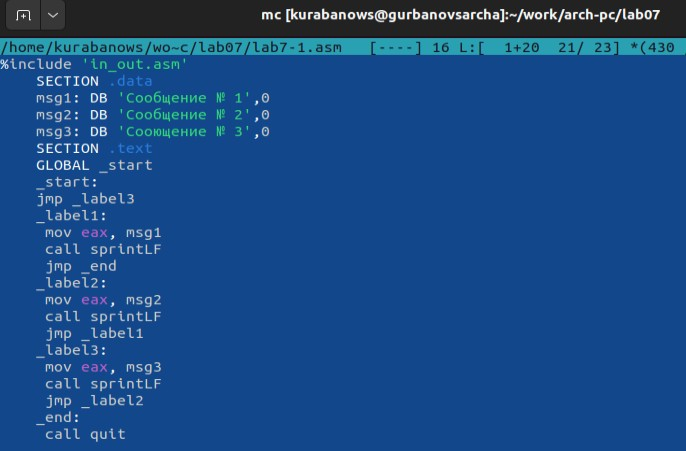 mc [kurabanows@gurbanovsarcha]:~/work/arch-pc/lab07
/home/kurabanows/wo~c/lab07/lab7-1.asm   [----] 16 L:[  1+20  21/ 23] *(430
%include 'in_out.asm'
SECTION .data
msg1: DB 'Сообщение № 1',0
msg2: DB 'Сообщение № 2',0
msg3: DB 'Сооющение № 3',0
SECTION .text
GLOBAL _start
_start:
jmp _label3
_label1:
mov eax, msg1
call sprintLF
jmp _end
_label2:
mov eax, msg2
call sprintLF
jmp _label1
_label3:
mov eax, msg3
call sprintLF
jmp _label2
_end:
call quit